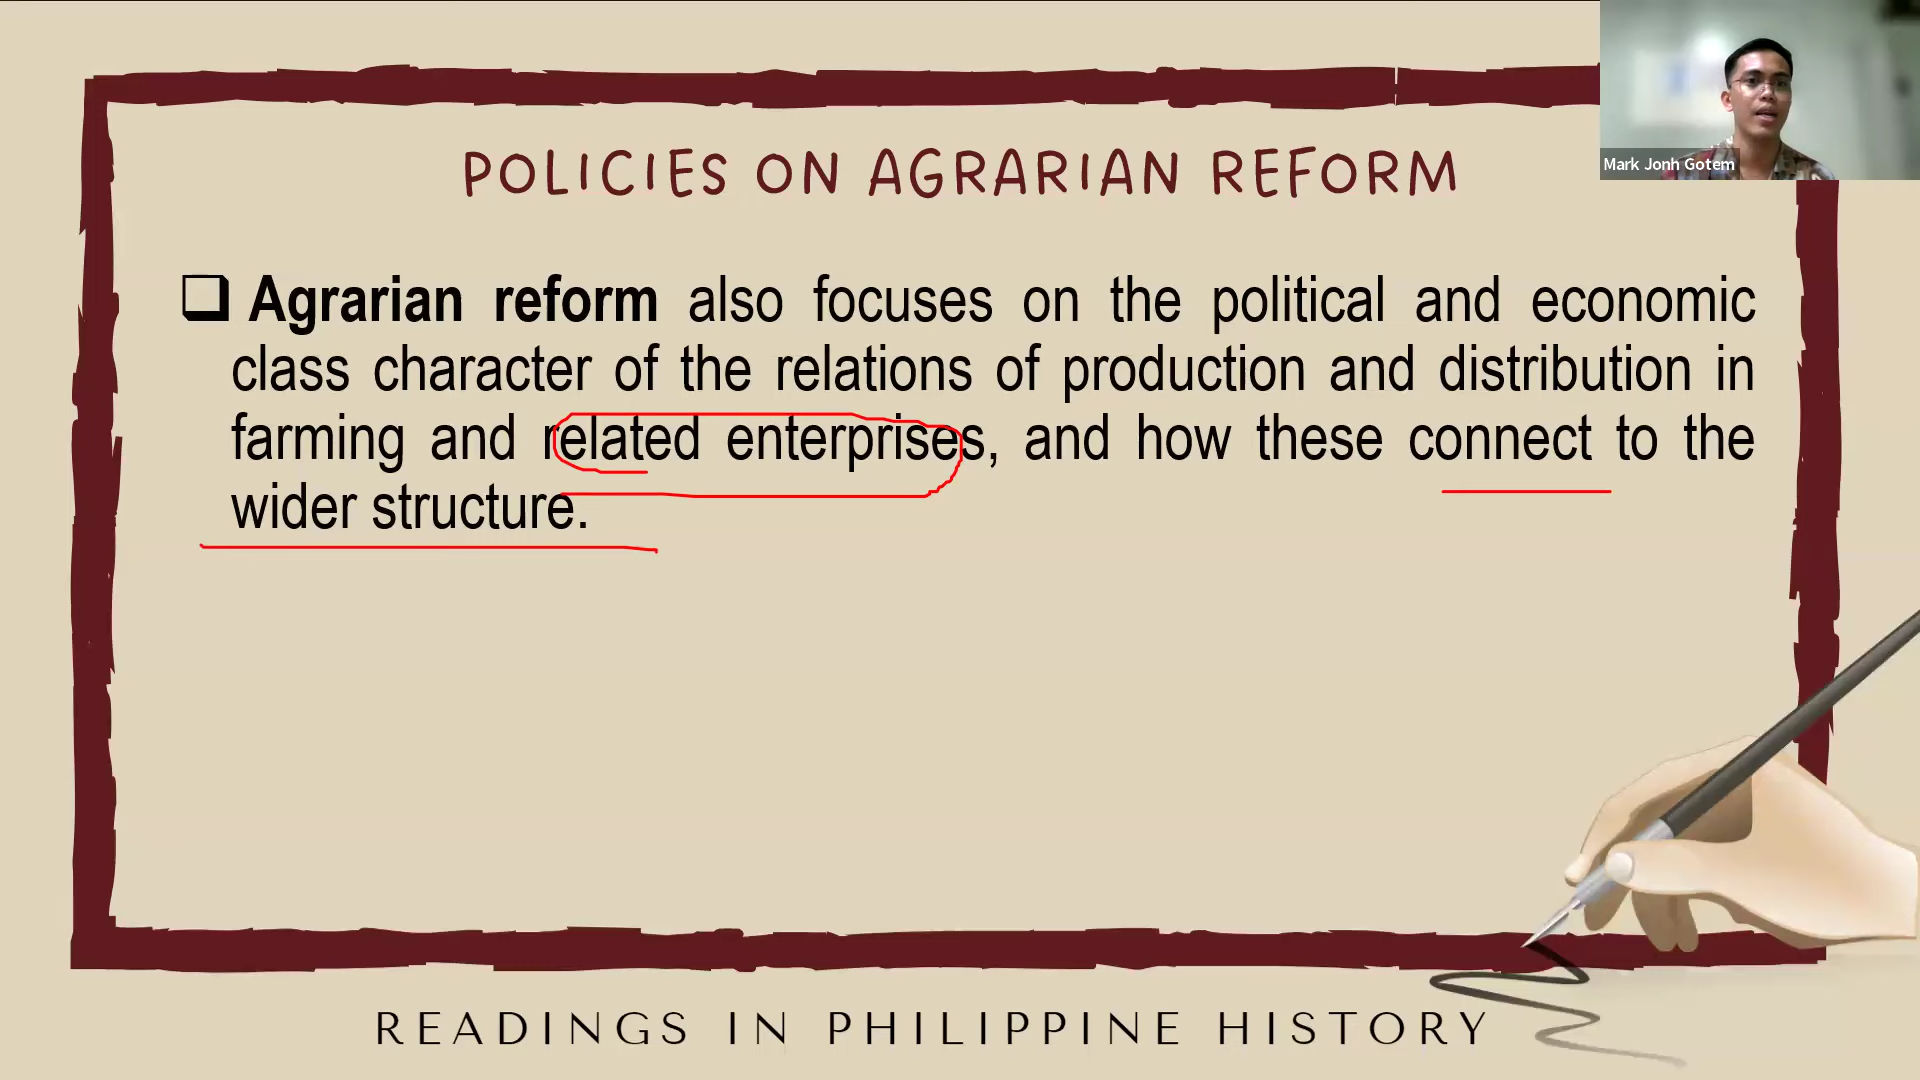 Mark Jonh Gotem
POLICIES ON AGRARIAN REFORM
Agrarian reform also focuses on the political and economic
class character of the relations of production and distribution in
farming and related enterprises, and how these connect to the
wider structure.
READINGS IN PHILIPPINE HISTORY